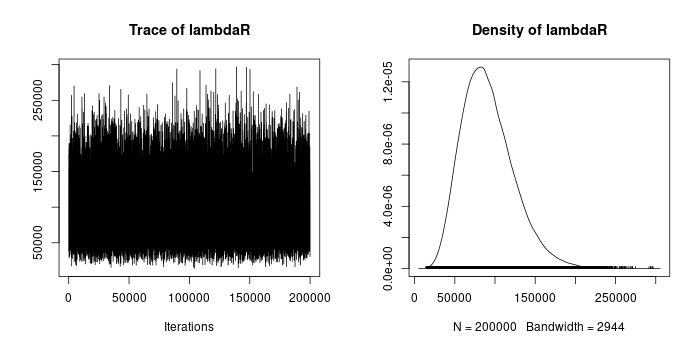 Trace of lambdaR
50000
150000
250000
0
50000
100000
150000
200000
Iterations
Density of lambdaR
0.0e+00
4.0e-06
8.0e-06
1.2e-05
0
50000
150000
250000
N = 200000 Bandwidth = 2944